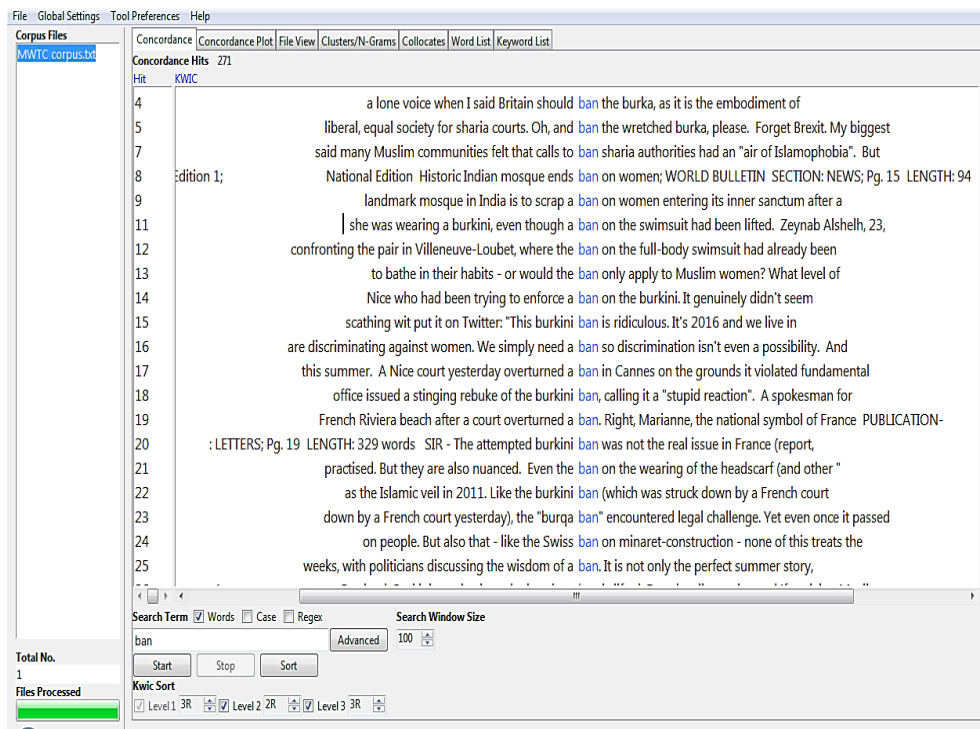 File Global Settings Tool Preferences Help
Corpus Files
MWTC corpus.txt
Concordance Concordance Plot File View Clusters/N-Grams Collocates Word List Keyword List
Concordance Hits 271
Hit KWIC
4 a lone voice when I said Britain should ban the burka, as it is the embodiment of
5 liberal, equal society for sharia courts. Oh, and ban the wretched burka, please. Forget Brexit. My biggest
7 said many Muslim communities felt that calls to ban sharia authorities had an "air of Islamophobia". But
8 Edition 1; National Edition Historic Indian mosque ends ban on women; WORLD BULLETIN SECTION: NEWS; Pg. 15 LENGTH: 94
9 landmark mosque in India is to scrap a ban on women entering its inner sanctum after a
11 she was wearing a burkini, even though a ban on the swimsuit had been lifted. Zeynab Alshelh, 23,
12 confronting the pair in Villeneuve-Loubet, where the ban on the full-body swimsuit had already been
13 to bathe in their habits - or would the ban only apply to Muslim women? What level of
14 Nice who had been trying to enforce a ban on the burkini. It genuinely didn't seem
15 scathing wit put it on Twitter: "This burkini ban is ridiculous. It's 2016 and we live in
16 are discriminating against women. We simply need a ban so discrimination isn't even a possibility. And
17 this summer. A Nice court yesterday overturned a ban in Cannes on the grounds it violated fundamental
18 office issued a stinging rebuke of the burkini ban, calling it a "stupid reaction". A spokesman for
19 French Riviera beach after a court overturned a ban. Right, Marianne, the national symbol of France PUBLICATION-
20 : LETTERS; Pg. 19 LENGTH: 329 words SIR - The attempted burkini ban was not the real issue in France (report,
21 practised. But they are also nuanced. Even the ban on the wearing of the headscarf (and other "
22 as the Islamic veil in 2011. Like the burkini ban (which was struck down by a French court
23 down by a French court yesterday), the "burqa ban" encountered legal challenge. Yet even once it passed
24 on people. But also that - like the Swiss ban on minaret-construction - none of this treats the
25 weeks, with politicians discussing the wisdom of a ban. It is not only the perfect summer story,
Search Term Words Case Regex Search Window Size
ban Advanced 100
Start Stop Sort
Kwic Sort
Level 1 3R Level 2 2R Level 3 3R
Total No.
1
Files Processed